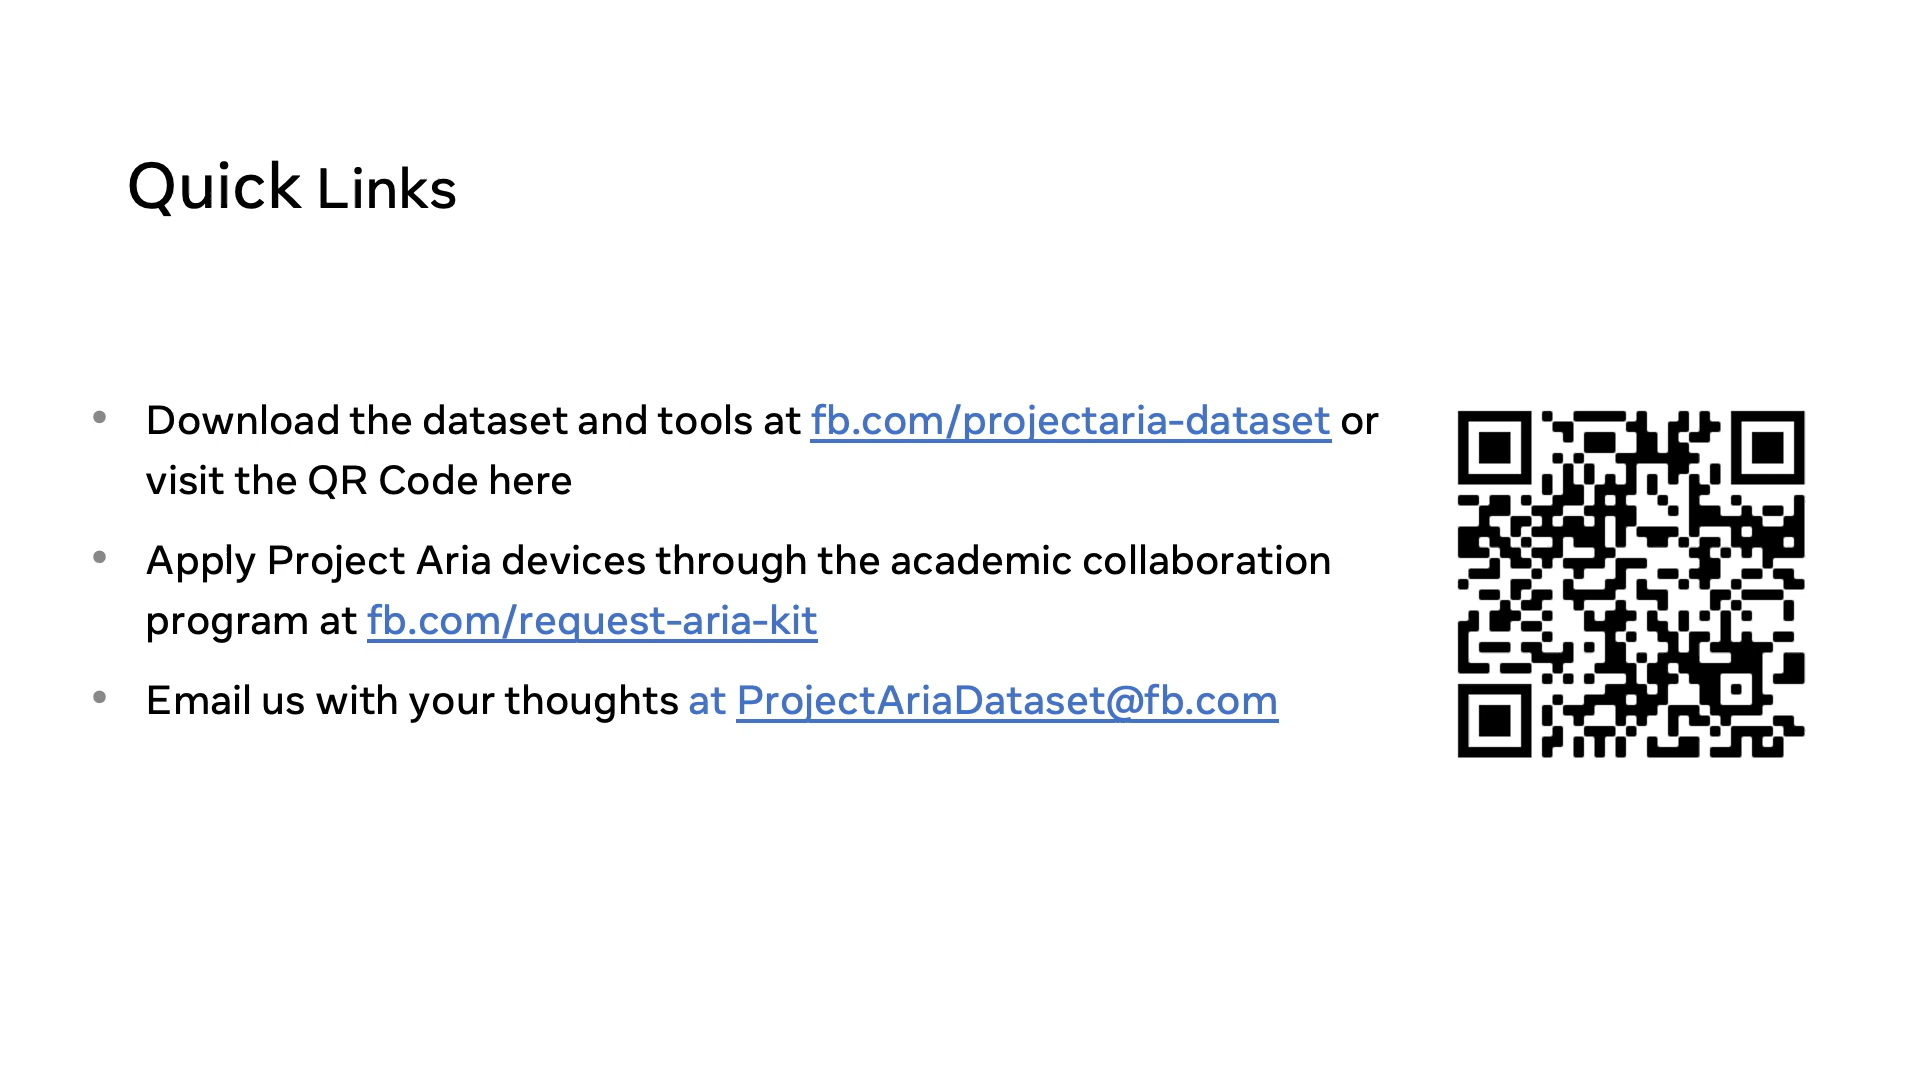 Quick Links
• Download the dataset and tools at fb.com/projectaria-dataset or
visit the QR Code here
• Apply Project Aria devices through the academic collaboration
program at fb.com/request-aria-kit
• Email us with your thoughts at ProjectAriaDataset@fb.com